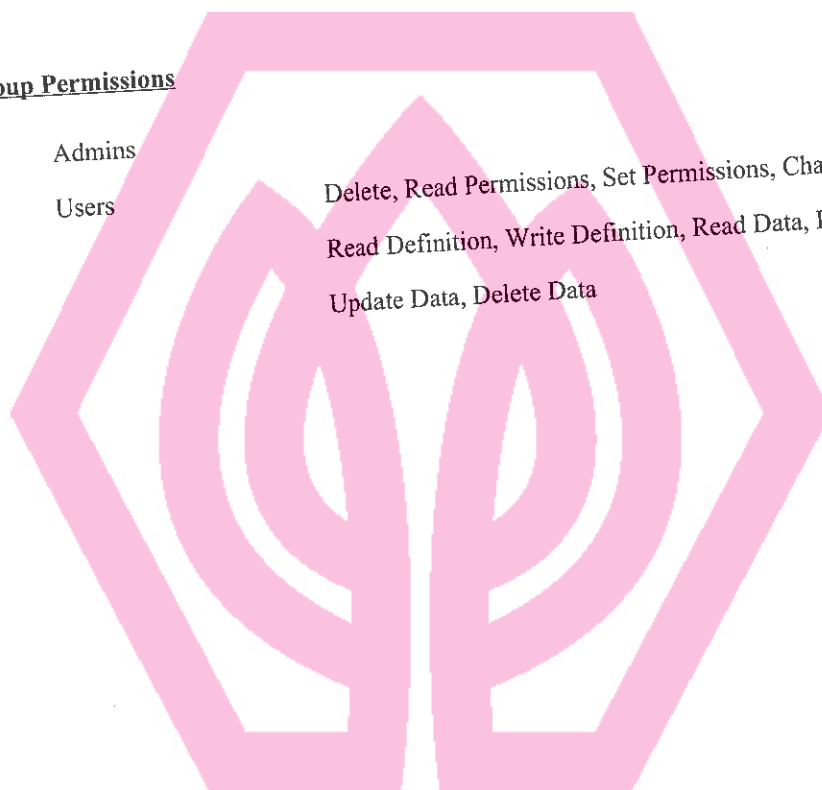 oup Permissions
Admins
Users Delete, Read Permissions, Set Permissions, Cha
Read Definition, Write Definition, Read Data, I
Update Data, Delete Data